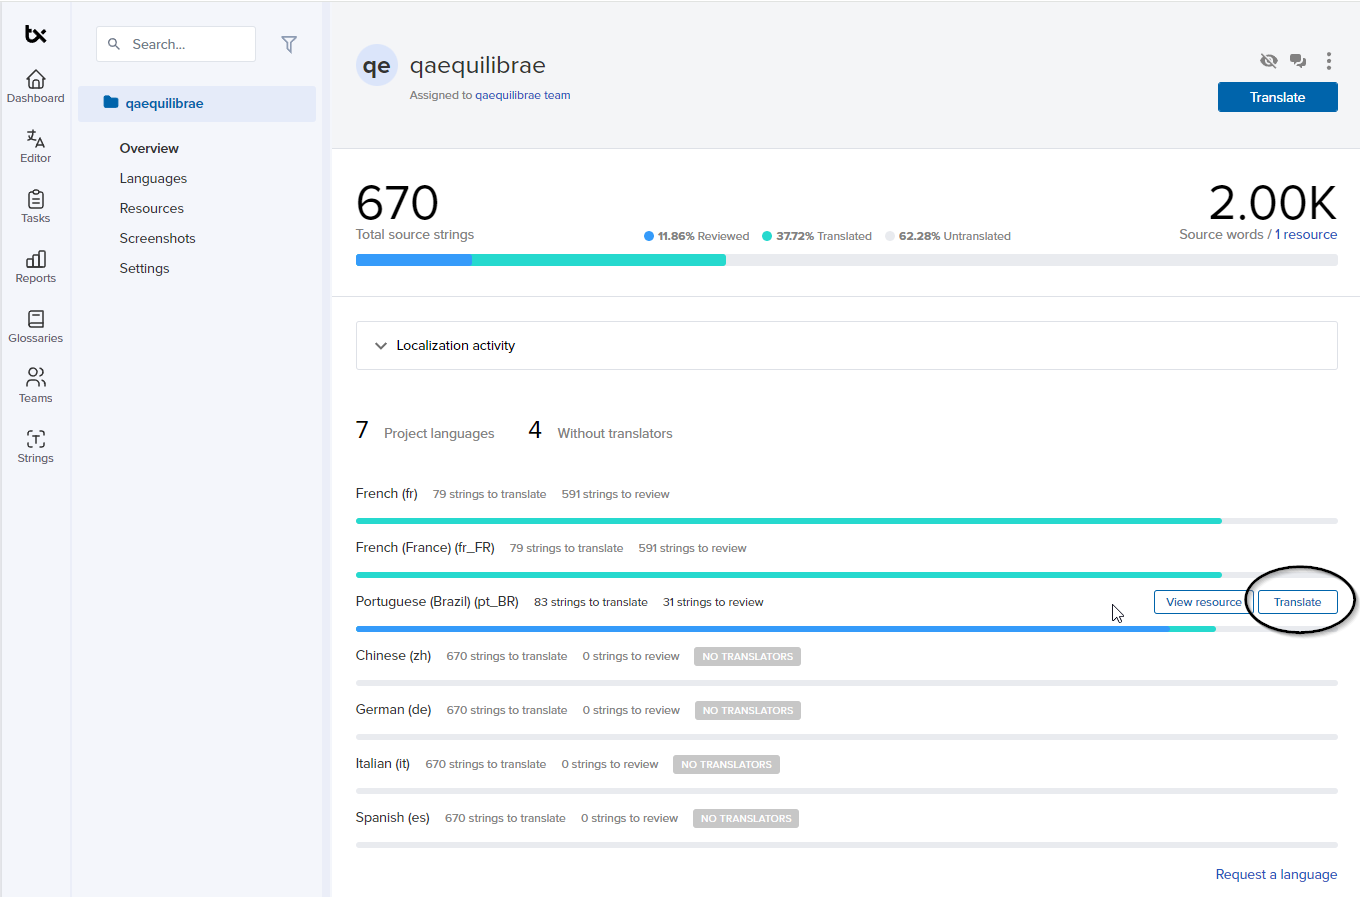 tx
Dashboard
Editor
Tasks
Reports
Glossaries
Teams
Strings
Search...
qaequilibrae
Overview
Languages
Resources
Screenshots
Settings
qe qaequilibrae
Assigned to qaequilibrae team
Translate
670
Total source strings
11.86% Reviewed 37.72% Translated 62.28% Untranslated
2.00K
Source words / 1 resource
Localization activity
7 Project languages 4 Without translators
French (fr) 79 strings to translate 591 strings to review
French (France) (fr_FR) 79 strings to translate 591 strings to review
Portuguese (Brazil) (pt_BR) 83 strings to translate 31 strings to review View resource Translate
Chinese (zh) 670 strings to translate 0 strings to review NO TRANSLATORS
German (de) 670 strings to translate 0 strings to review NO TRANSLATORS
Italian (it) 670 strings to translate 0 strings to review NO TRANSLATORS
Spanish (es) 670 strings to translate 0 strings to review NO TRANSLATORS
Request a language